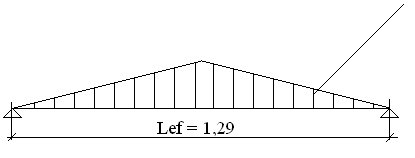 Lef = 1,29